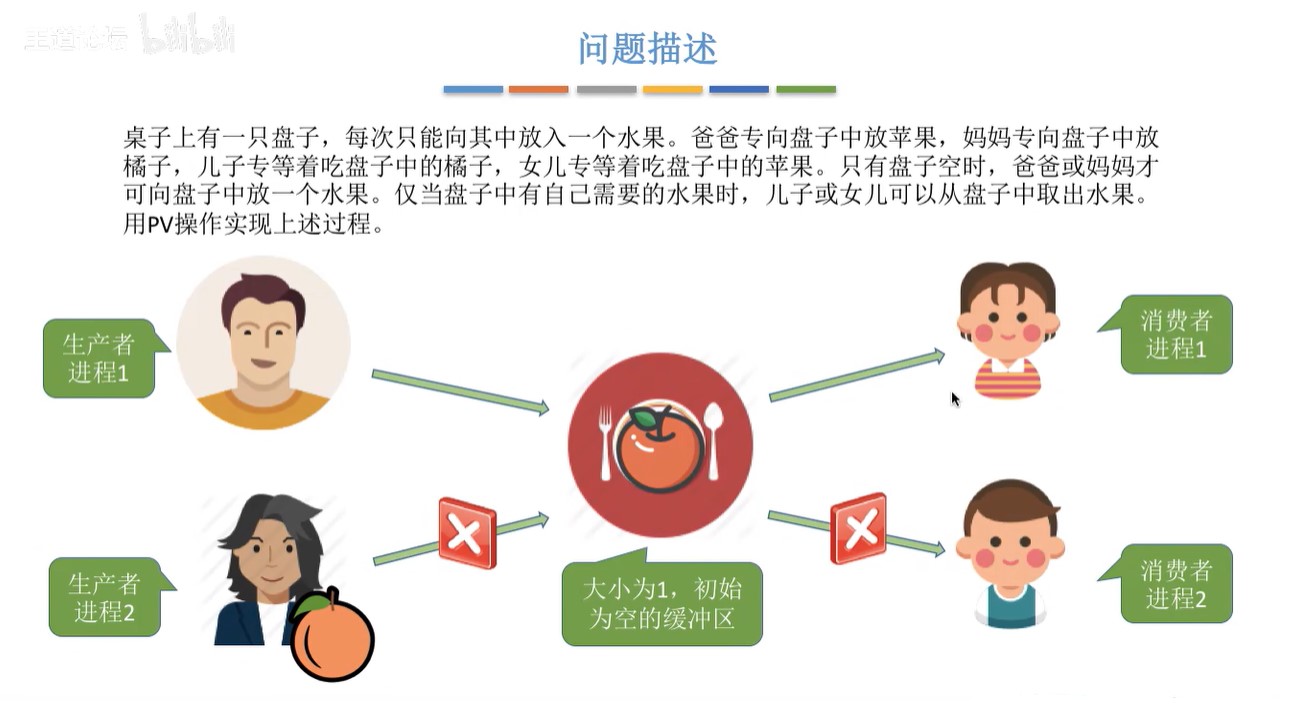 王道论坛 bilibili
问题描述
桌子上有一只盘子，每次只能向其中放入一个水果。爸爸专向盘子中放苹果，妈妈专向盘子中放
橘子，儿子专等着吃盘子中的橘子，女儿专等着吃盘子中的苹果。只有盘子空时，爸爸或妈妈才
可向盘子中放一个水果。仅当盘子中有自己需要的水果时，儿子或女儿可以从盘子中取出水果。
用PV操作实现上述过程。
生产者
进程1
消费者
进程1
生产者
进程2
大小为1，初始
为空的缓冲区
消费者
进程2